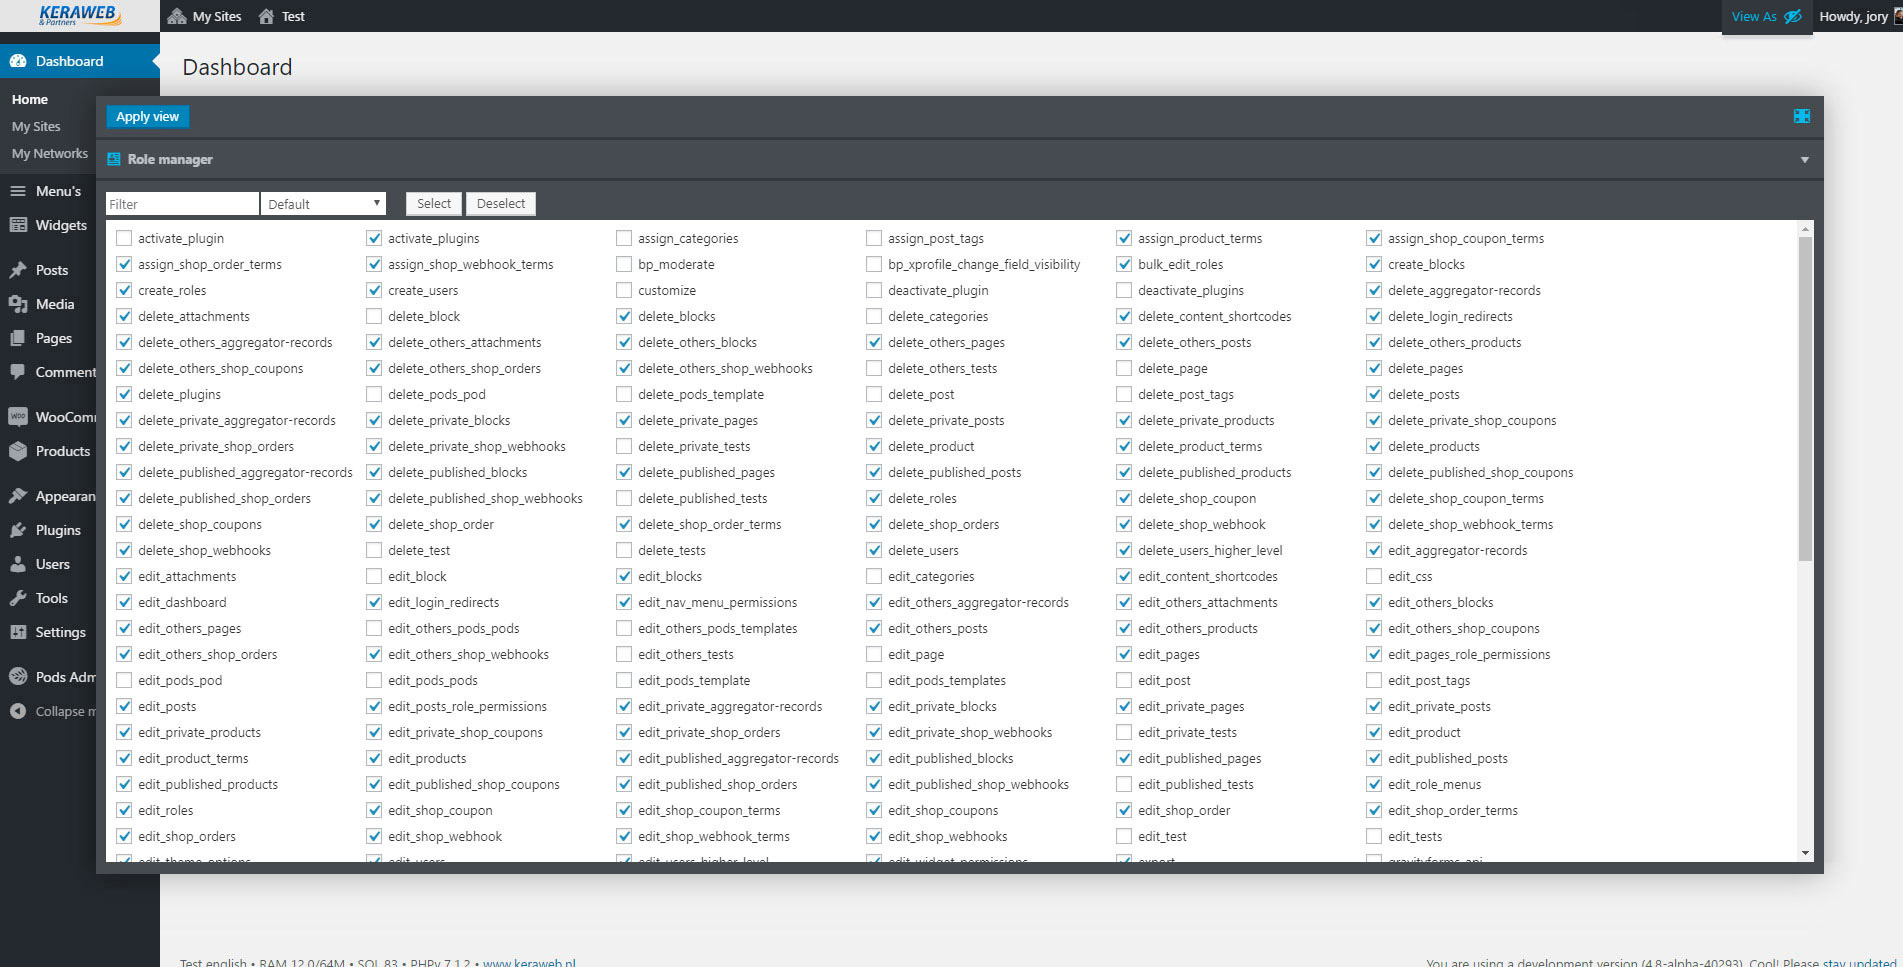 KERAWEB
& Partners
My Sites
Test
View As
Howdy, jory
Dashboard
Home
My Sites
My Networks
Menu's
Widgets
Posts
Media
Pages
Comment
WooComm
Products
Appearan
Plugins
Users
Tools
Settings
Pods Adm
Collapse m
Dashboard
Apply view
Role manager
Filter Default Select Deselect
activate_plugin activate_plugins assign_categories assign_post_tags assign_product_terms assign_shop_coupon_terms
assign_shop_order_terms assign_shop_webhook_terms bp_moderate bp_xprofile_change_field_visibility bulk_edit_roles create_blocks
create_roles create_users customize deactivate_plugin deactivate_plugins delete_aggregator-records
delete_attachments delete_block delete_blocks delete_categories delete_content_shortcodes delete_login_redirects
delete_others_aggregator-records delete_others_attachments delete_others_blocks delete_others_pages delete_others_posts delete_others_products
delete_others_shop_coupons delete_others_shop_orders delete_others_shop_webhooks delete_others_tests delete_page delete_pages
delete_plugins delete_pods_pod delete_pods_template delete_post delete_post_tags delete_posts
delete_private_aggregator-records delete_private_blocks delete_private_pages delete_private_posts delete_private_products delete_private_shop_coupons
delete_private_shop_orders delete_private_shop_webhooks delete_private_tests delete_product delete_product_terms delete_products
delete_published_aggregator-records delete_published_blocks delete_published_pages delete_published_posts delete_published_products delete_published_shop_coupons
delete_published_shop_orders delete_published_shop_webhooks delete_published_tests delete_roles delete_shop_coupon delete_shop_coupon_terms
delete_shop_coupons delete_shop_order delete_shop_order_terms delete_shop_orders delete_shop_webhook delete_shop_webhook_terms
delete_shop_webhooks delete_test delete_tests delete_users delete_users_higher_level edit_aggregator-records
edit_attachments edit_block edit_blocks edit_categories edit_content_shortcodes edit_css
edit_dashboard edit_login_redirects edit_nav_menu_permissions edit_others_aggregator-records edit_others_attachments edit_others_blocks
edit_others_pages edit_others_pods_pods edit_others_pods_templates edit_others_posts edit_others_products edit_others_shop_coupons
edit_others_shop_orders edit_others_shop_webhooks edit_others_tests edit_page edit_pages edit_pages_role_permissions
edit_pods_pod edit_pods_pods edit_pods_template edit_pods_templates edit_post edit_post_tags
edit_posts edit_posts_role_permissions edit_private_aggregator-records edit_private_blocks edit_private_pages edit_private_posts
edit_private_products edit_private_shop_coupons edit_private_shop_orders edit_private_shop_webhooks edit_private_tests edit_product
edit_product_terms edit_products edit_published_aggregator-records edit_published_blocks edit_published_pages edit_published_posts
edit_published_products edit_published_shop_coupons edit_published_shop_orders edit_published_shop_webhooks edit_published_tests edit_role_menus
edit_roles edit_shop_coupon edit_shop_coupon_terms edit_shop_coupons edit_shop_order edit_shop_order_terms
edit_shop_orders edit_shop_webhook edit_shop_webhook_terms edit_shop_webhooks edit_test edit_tests
edit_theme_options edit_users edit_users_higher_level edit_widget_permissions export gravityforms_api
Test english • RAM 12.0/64M • SQL 83 • PHPv 7.1.2 • www.keraweb.nl
You are using a development version (4.8-alpha-40293). Cool! Please stay updated.